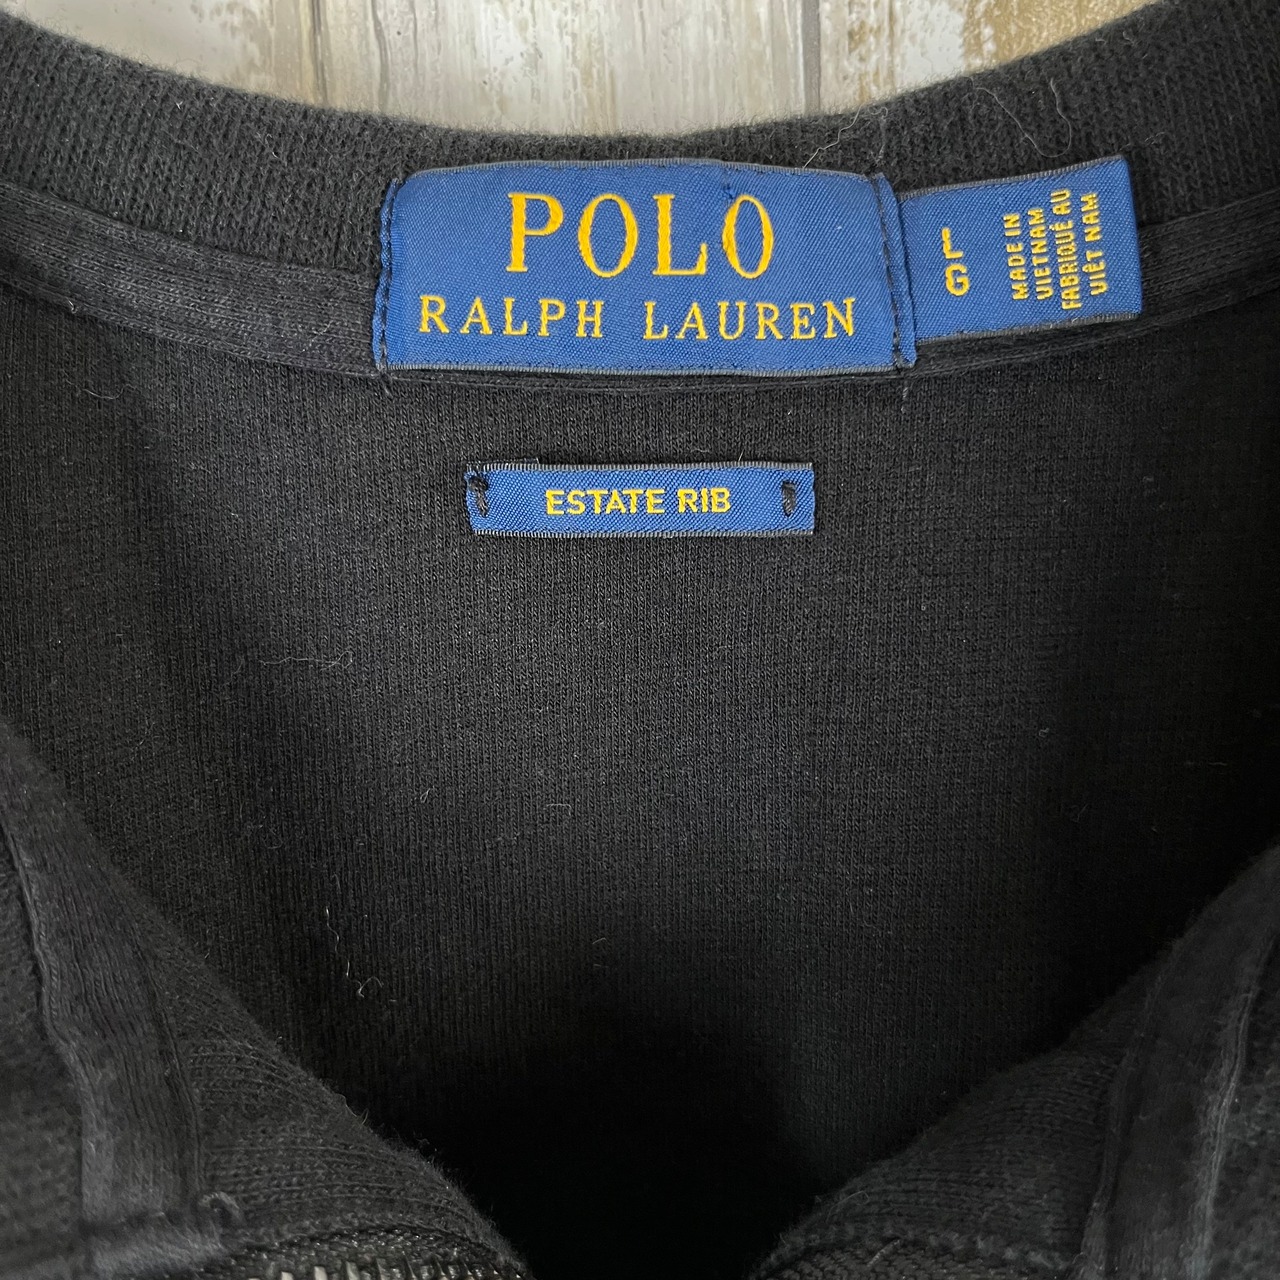 POLO
RALPH LAUREN
L
G
MADE IN
VIETNAM
FABRIQUÉ AU
VIÊT NAM
ESTATE RIB